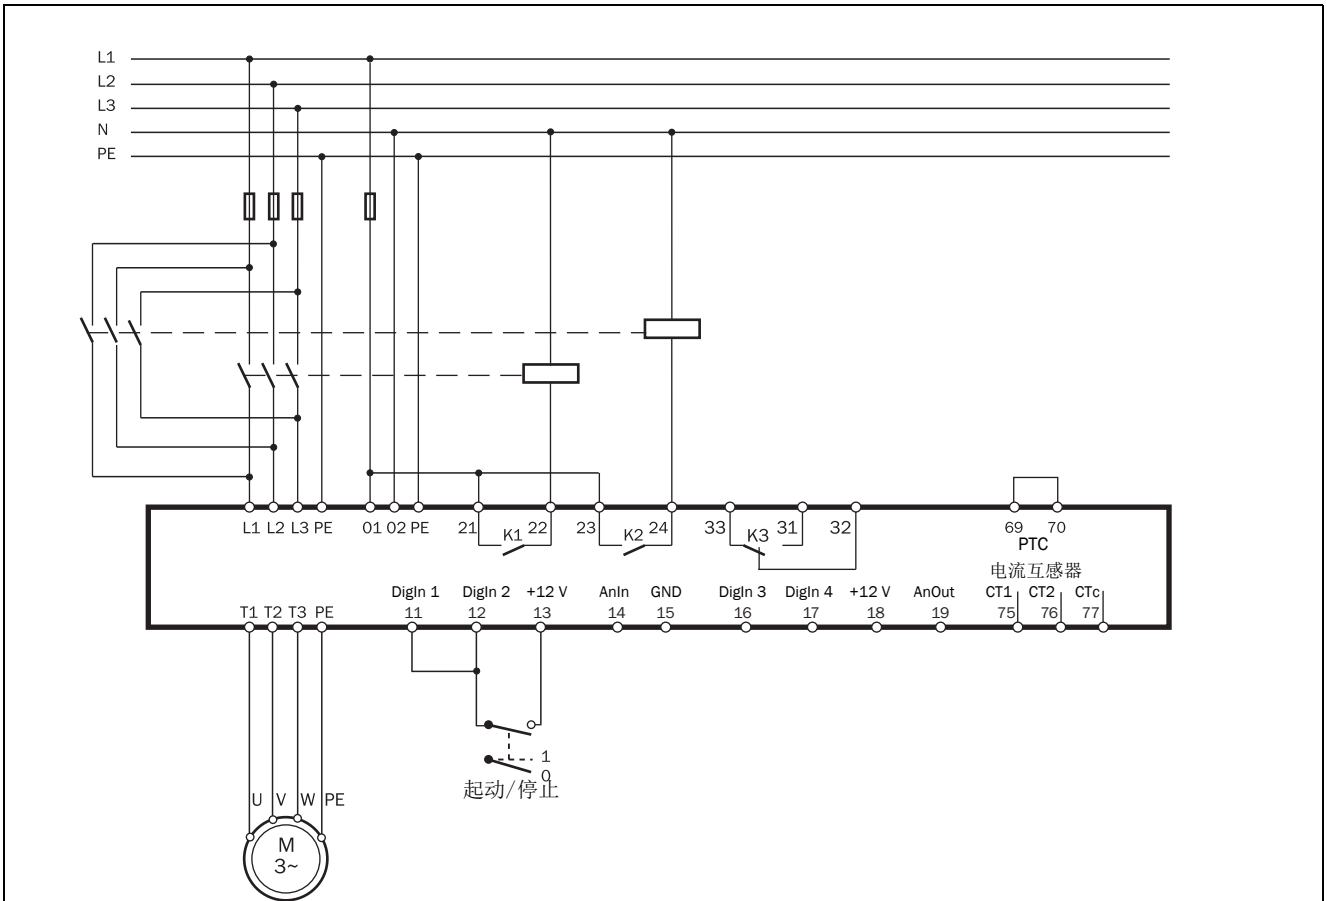 L1
L2
L3
N
PE
L1 L2 L3 PE 01 02 PE 21 K1 22 23 K2 24 33 K3 31 32 69 70
PTC
电流互感器
DigIn 1 DigIn 2 +12 V AnIn GND DigIn 3 DigIn 4 +12 V AnOut CT1 CT2 CTc
T1 T2 T3 PE 11 12 13 14 15 16 17 18 19 75 76 77
1
0
起动/停止
U V W PE
M
3~